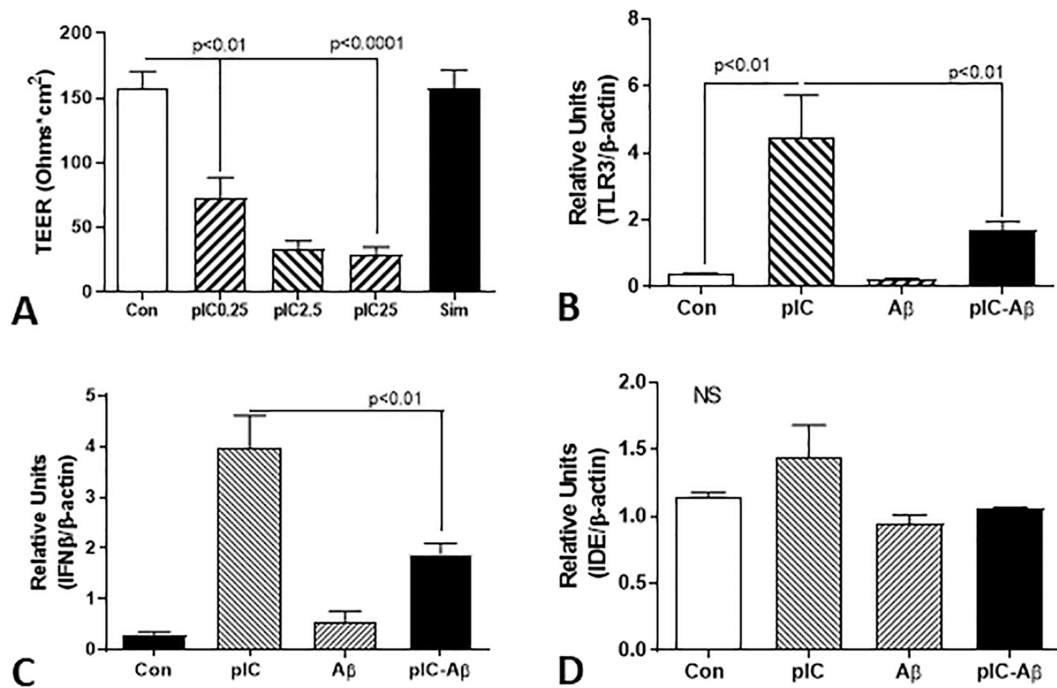 200
150
100
50
0
TEER (Ohms*cm2)
p<0.01
p<0.0001
Con
pIC0.25
pIC2.5
pIC25
Sim
A
8
6
4
2
0
Relative Units
(TLR3/β-actin)
p<0.01
p<0.01
Con
pIC
Aβ
pIC-Aβ
B
5
4
3
2
1
0
Relative Units
(IFNβ/β-actin)
p<0.01
Con
pIC
Aβ
pIC-Aβ
C
2.0
1.5
1.0
0.5
0.0
Relative Units
(IDE/β-actin)
NS
Con
pIC
Aβ
pIC-Aβ
D